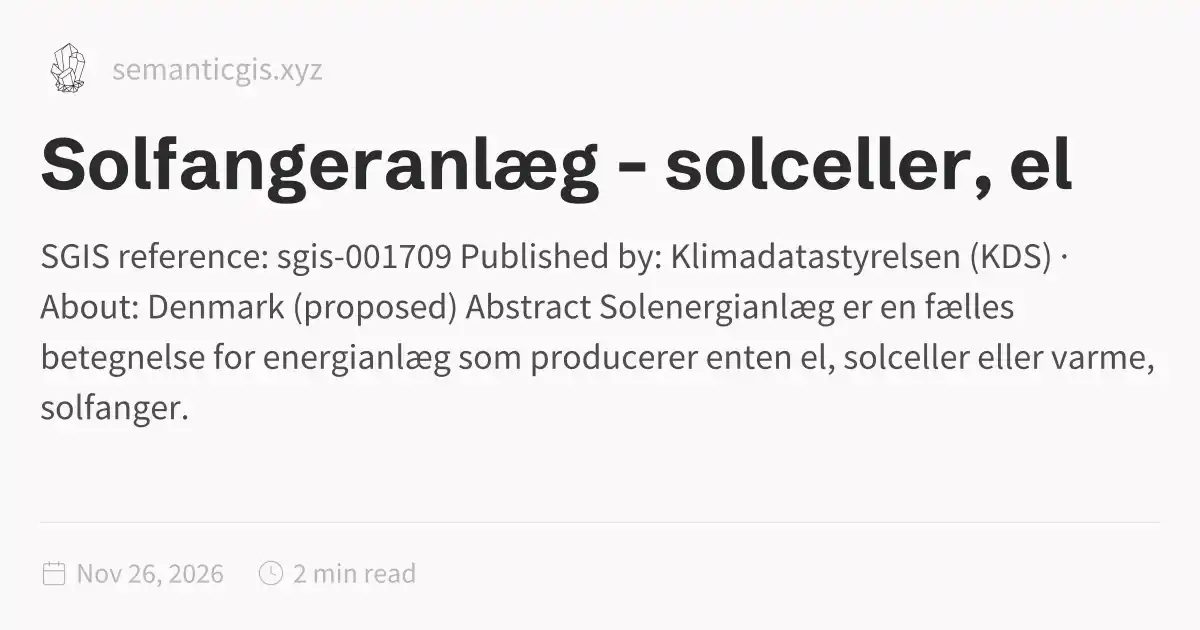 semanticgis.xyz
Solfangeranlæg - solceller, el
SGIS reference: sgis-001709 Published by: Klimadatastyrelsen (KDS) ·
About: Denmark (proposed) Abstract Solenergianlæg er en fælles
betegnelse for energianlæg som producerer enten el, solceller eller varme,
solfanger.
Nov 26, 2026 2 min read